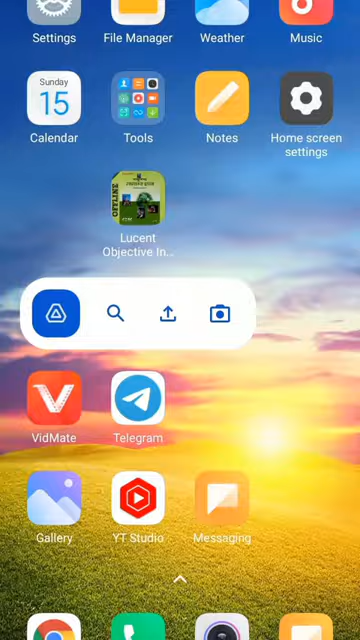 Settings
File Manager
Weather
Music
Sunday
15
Calendar
Tools
Notes
Home screen
settings
OFFLINE
Lucent
Objective In...
VidMate
Telegram
Gallery
YT Studio
Messaging